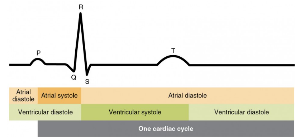 R
P
T
Q
S
Atrial diastole
Atrial systole
Atrial diastole
Ventricular diastole
Ventricular systole
Ventricular diastole
One cardiac cycle